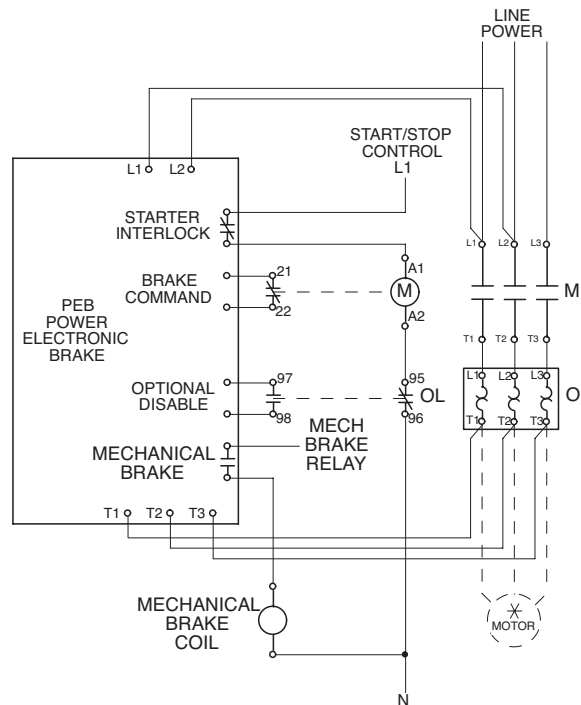 LINE
POWER
START/STOP
CONTROL
L1
L1
L2
STARTER
INTERLOCK
L1
L2
L3
A1
BRAKE
COMMAND
21
22
M
M
A2
PEB
POWER
ELECTRONIC
BRAKE
T1
T2
T3
OPTIONAL
DISABLE
97
98
95
96
OL
L1
L2
L3
O
T1
T2
T3
MECHANICAL
BRAKE
MECH
BRAKE
RELAY
T1
T2
T3
MECHANICAL
BRAKE
COIL
MOTOR
N